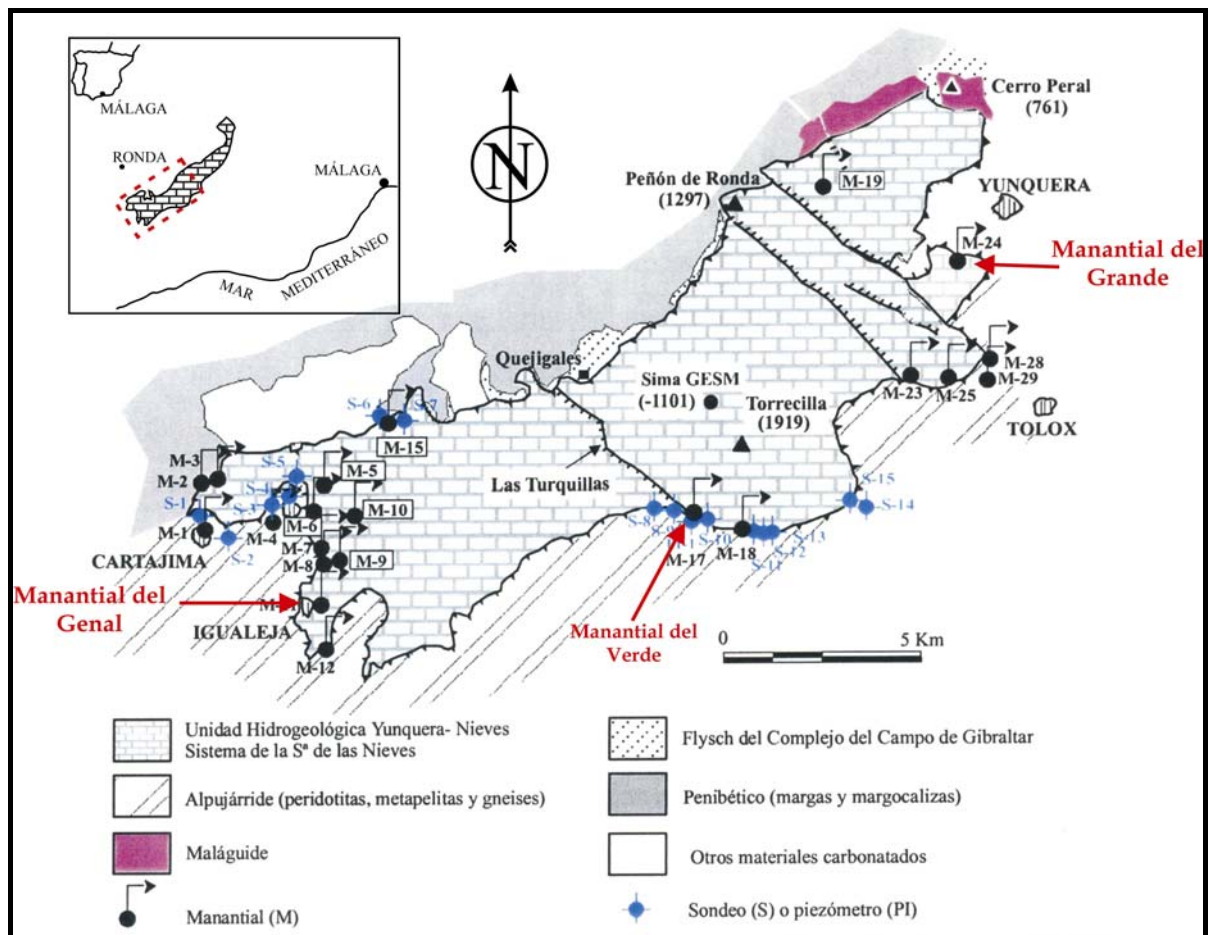 MÁLAGA
RONDA
MÁLAGA
MAR MEDITERRÁNEO
N
Cerro Peral
(761)
Peñón de Ronda
(1297)
M-19
YUNQUERA
M-24
Manantial del
Grande
Quejigales
Sima GESM
(-1101)
Torrecilla
(1919)
M-28
M-29
M-23
M-25
TOLOX
S-6
S-7
M-15
M-3
M-2
S-5
M-5
Las Turquillas
S-15
S-14
S-1
M-1
S-3
M-4
M-6
M-10
S-8
S-9
S-10
M-17
M-18
S-11
S-12
S-13
CARTAJIMA
S-2
M-7
M-8
M-9
Manantial del
Genal
IGUALEJA
M-12
Manantial del
Verde
0 5 Km
Unidad Hidrogeológica Yunquera- Nieves
Sistema de la Sª de las Nieves
Flysch del Complejo del Campo de Gibraltar
Alpujárride (peridotitas, metapelitas y gneises)
Penibético (margas y margocalizas)
Maláguide
Otros materiales carbonatados
Manantial (M)
Sondeo (S) o piezómetro (PI)